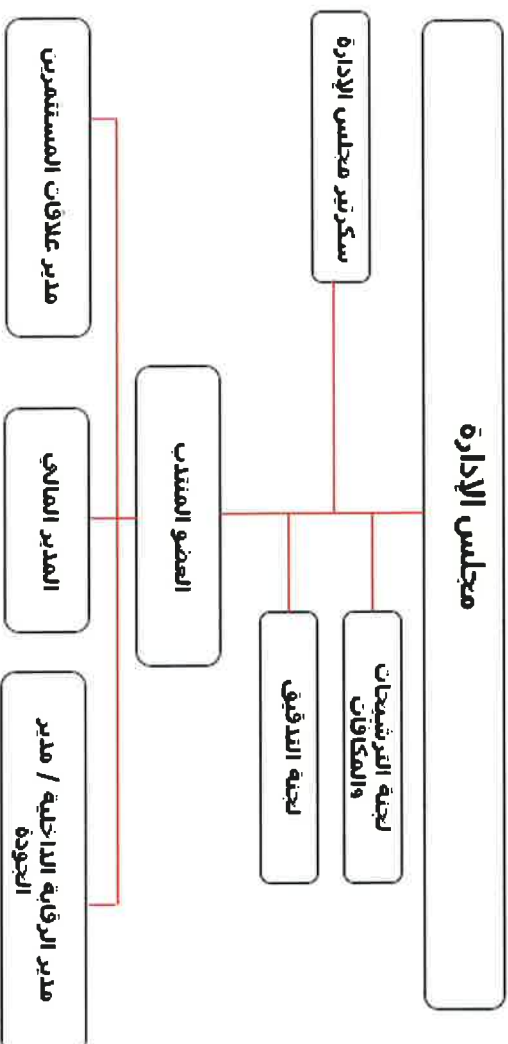 مجلس الإدارة
سكرتير مجلس الإدارة
لجنة الترشيحات
والمكافات
لجنة التدقيق
العضو المنتدب
مدير علاقات المستثمرين
المدير المالي
مدير الرقابة الداخلية / مدير
الجودة